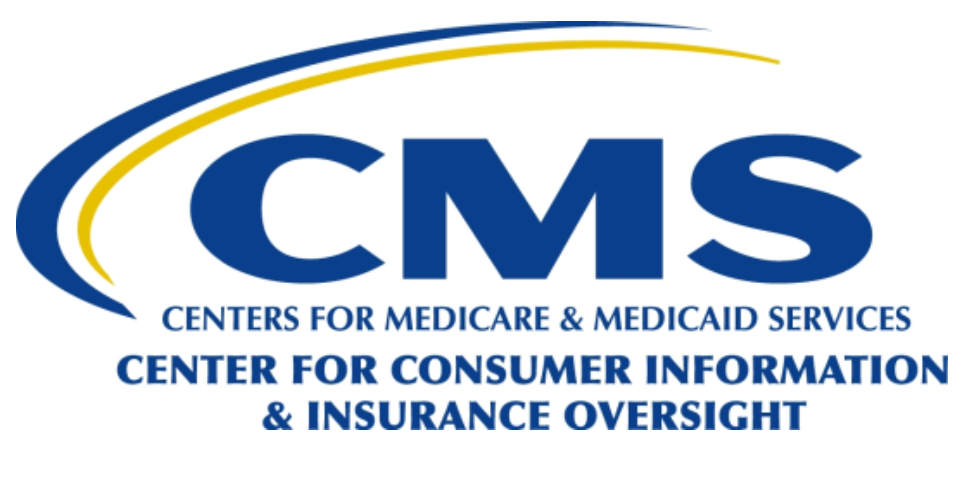 CMS
CENTERS FOR MEDICARE & MEDICAID SERVICES
CENTER FOR CONSUMER INFORMATION
& INSURANCE OVERSIGHT